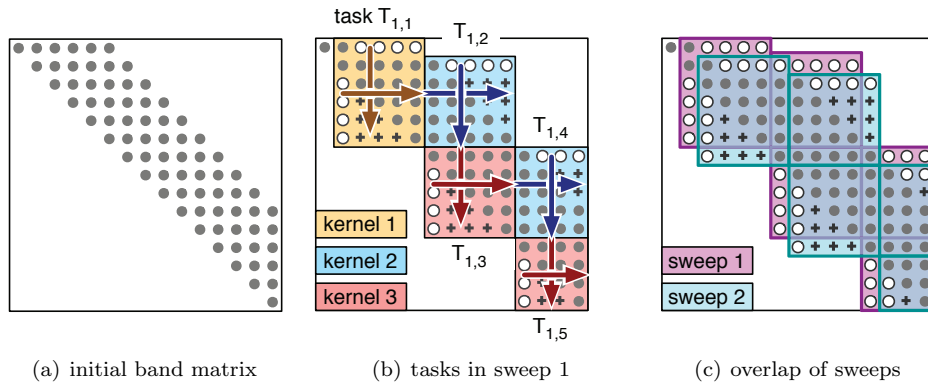 task T1,1
T1,2
T1,4
kernel 1
kernel 2
kernel 3
T1,3
T1,5
sweep 1
sweep 2
(a) initial band matrix
(b) tasks in sweep 1
(c) overlap of sweeps